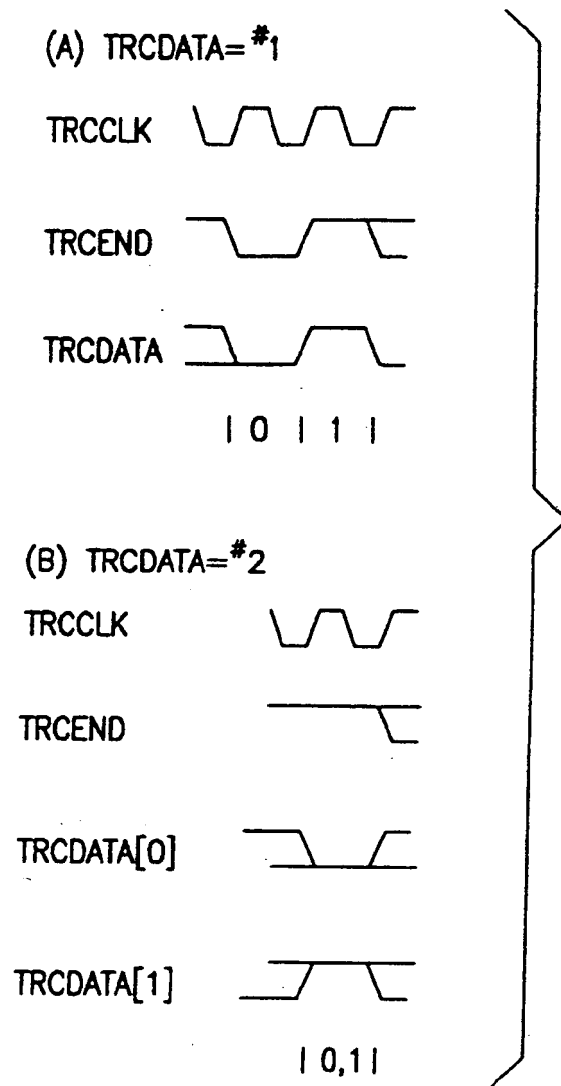 (A) TRCDATA=#1
TRCCLK
TRCEND
TRCDATA
| 0 | 1 |
(B) TRCDATA=#2
TRCCLK
TRCEND
TRCDATA[0]
TRCDATA[1]
| 0,1 |